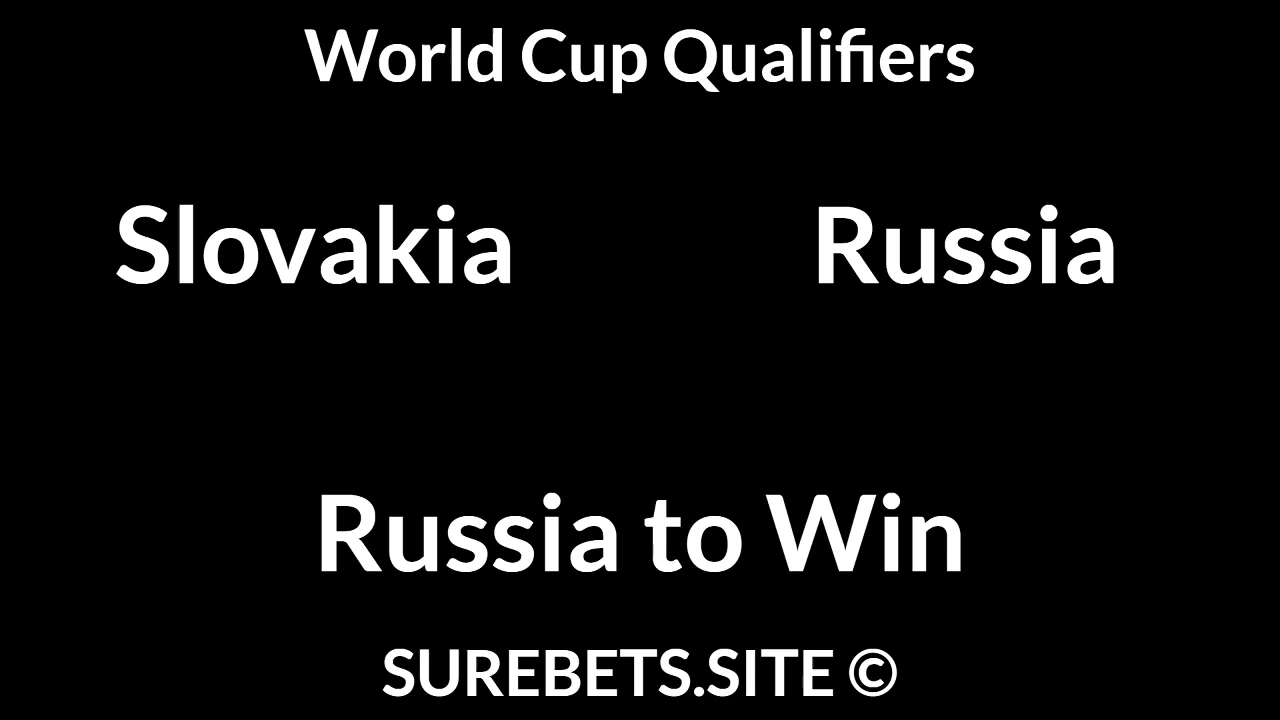 World Cup Qualifiers
Slovakia Russia
Russia to Win
SUREBETS.SITE ©